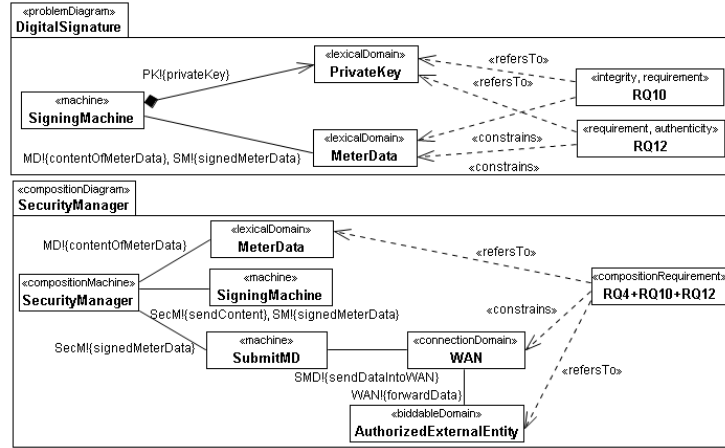 «problemDiagram»
DigitalSignature
«lexicalDomain»
PrivateKey
PK!{privateKey}
«refersTo»
«refersTo»
«integrity, requirement»
RQ10
«machine»
SigningMachine
«requirement, authenticity»
RQ12
«constrains»
«lexicalDomain»
MeterData
MD!{contentOfMeterData}, SM!{signedMeterData}
«constrains»
«compositionDiagram»
SecurityManager
«lexicalDomain»
MeterData
MD!{contentOfMeterData}
«refersTo»
«compositionMachine»
SecurityManager
«machine»
SigningMachine
«compositionRequirement»
RQ4+RQ10+RQ12
SecM!{sendContent}, SM!{signedMeterData}
«constrains»
SecM!{signedMeterData}
«machine»
SubmitMD
«connectionDomain»
WAN
«refersTo»
SMD!{sendDataIntoWAN}
WAN!{forwardData}
«biddableDomain»
AuthorizedExternalEntity